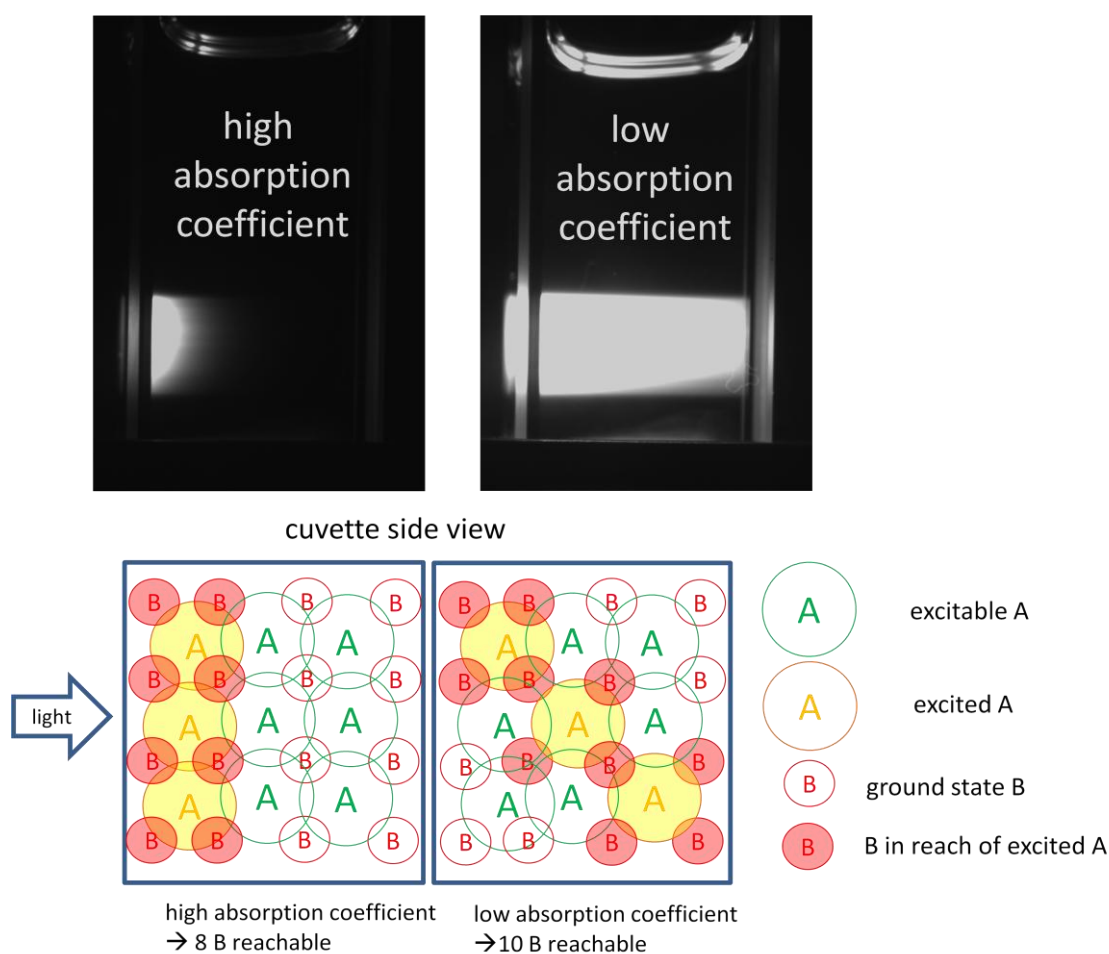 high
absorption
coefficient
low
absorption
coefficient
cuvette side view
B B B B
A A A
B B B B
A A A
B B B B
A A A
B B B B
B B B B
A A A
B B B B
A A A
B B B B
A A A
B B B B
light
A excitable A
A excited A
B ground state B
B B in reach of excited A
high absorption coefficient
→ 8 B reachable
low absorption coefficient
→10 B reachable